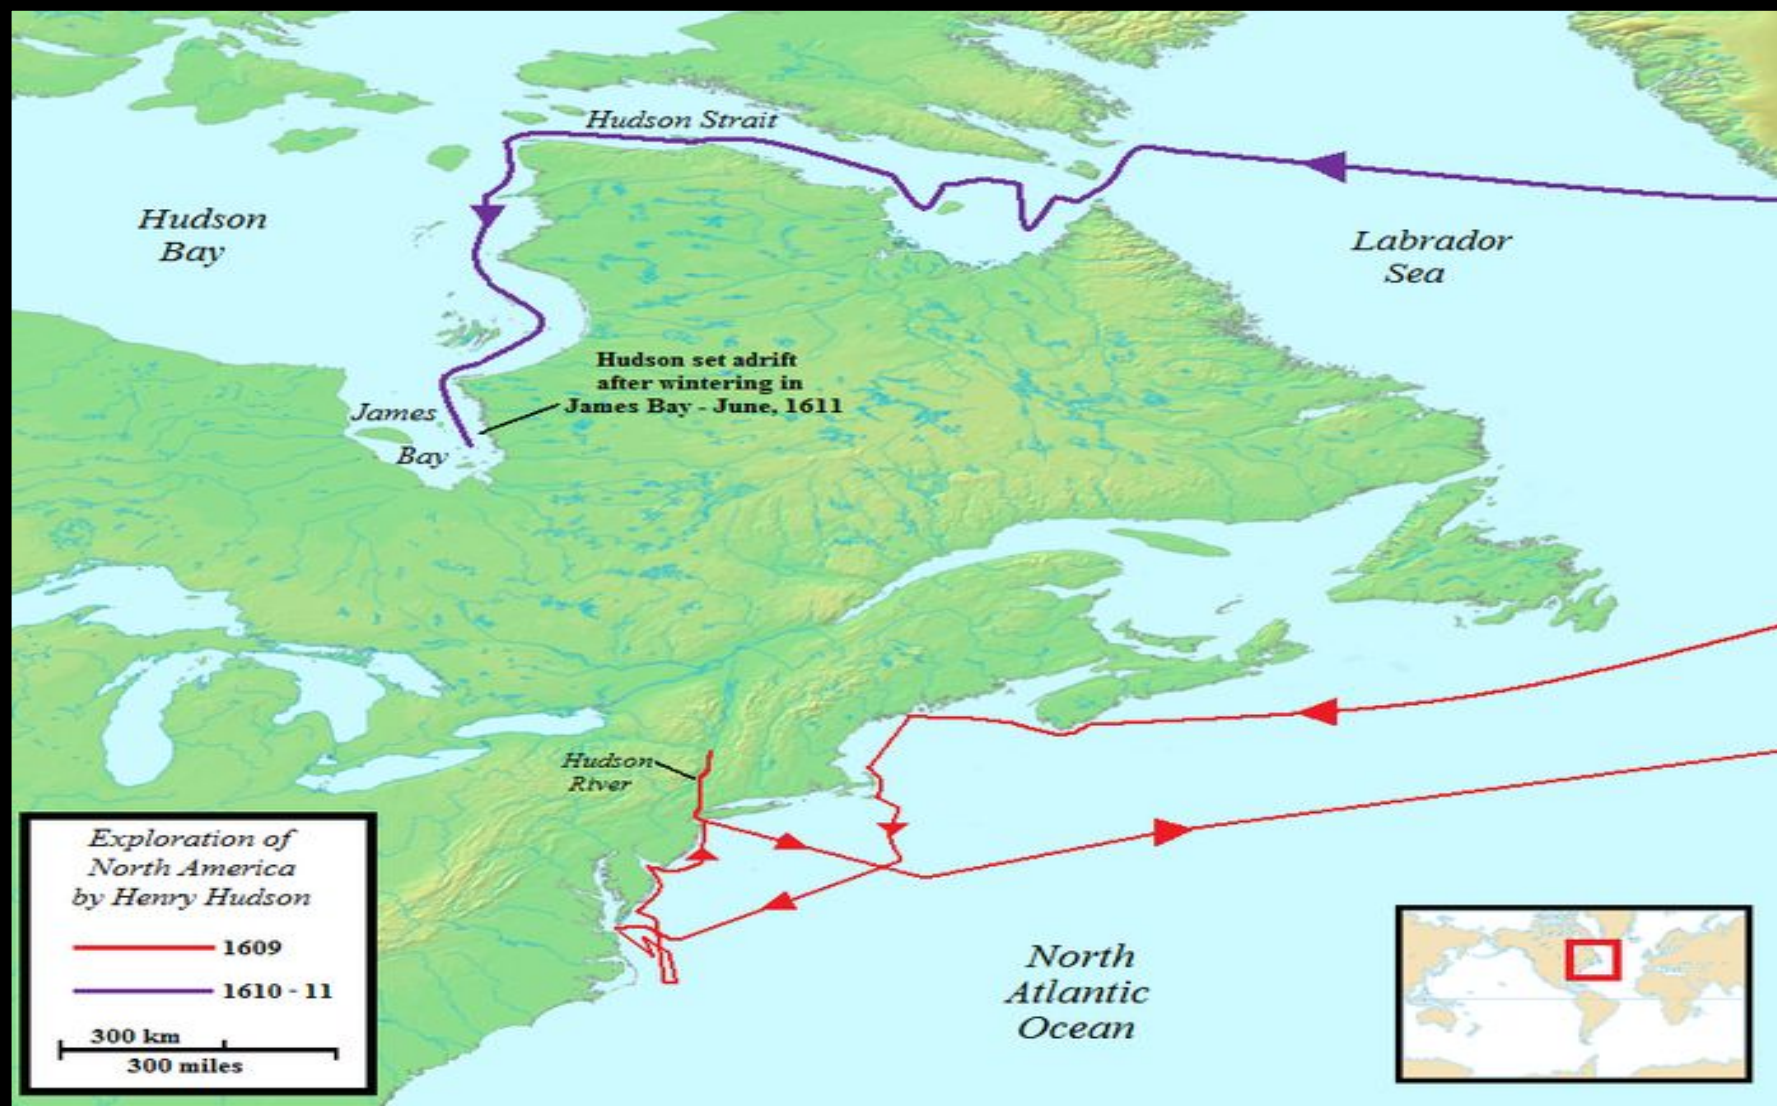 Hudson Strait
Hudson
Bay
Labrador
Sea
Hudson set adrift
after wintering in
James Bay - June, 1611
James
Bay
Hudson
River
Exploration of
North America
by Henry Hudson
1609
1610 - 11
300 km
300 miles
North
Atlantic
Ocean